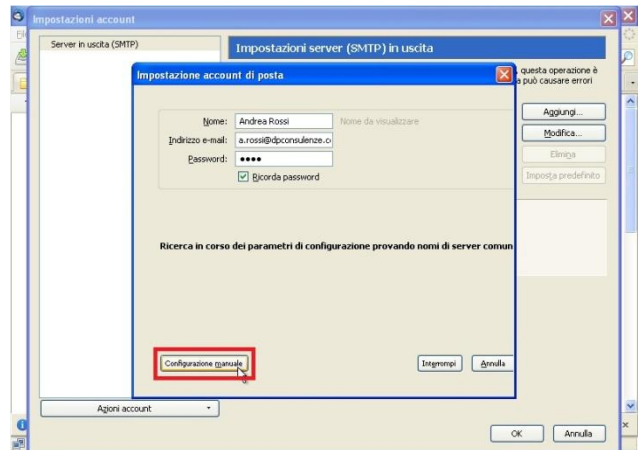 Impostazioni account
Server in uscita (SMTP)
Impostazioni server (SMTP) in uscita
Impostazione account di posta
questa operazione è
può causare errori
Nome: Andrea Rossi Nome da visualizzare
Indirizzo e-mail: a.rossi@dpconsulenze.c
Password: ••••
Ricorda password
Aggiungi...
Modifica...
Elimina
Imposta predefinito
Ricerca in corso dei parametri di configurazione provando nomi di server comun
Configurazione manuale
Interrompi
Annulla
Azioni account
OK
Annulla